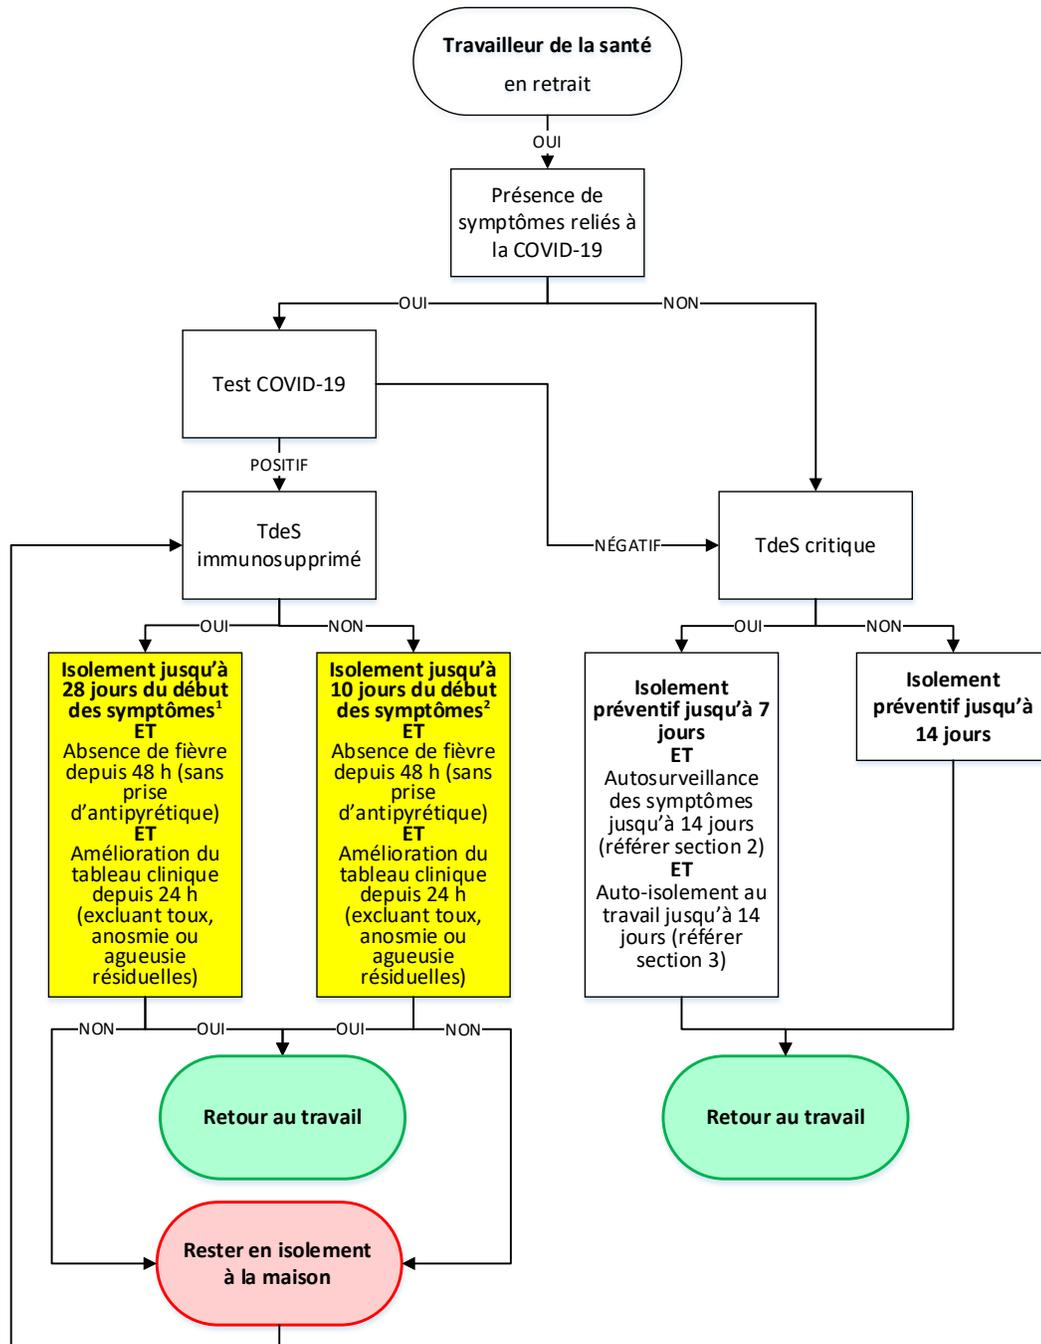 Travailleur de la santé
en retrait
OUI
Présence de
symptômes reliés à
la COVID-19
OUI
NON
Test COVID-19
POSITIF
NÉGATIF
TdeS
immunosupprimé
TdeS critique
OUI
NON
OUI
NON
Isolement jusqu’à
28 jours du début
des symptômes¹
ET
Absence de fièvre
depuis 48 h (sans
prise
d’antipyrétique)
ET
Amélioration du
tableau clinique
depuis 24 h
(excluant toux,
anosmie ou
agueusie
résiduelles)
Isolement jusqu’à
10 jours du début
des symptômes²
ET
Absence de fièvre
depuis 48 h (sans
prise
d’antipyrétique)
ET
Amélioration du
tableau clinique
depuis 24 h
(excluant toux,
anosmie ou
agueusie
résiduelles)
Isolement
préventif jusqu’à 7
jours
ET
Autosurveillance
des symptômes
jusqu’à 14 jours
(référer section 2)
ET
Auto-isolement au
travail jusqu’à 14
jours (référer
section 3)
Isolement
préventif jusqu’à
14 jours
NON
OUI
OUI
NON
Retour au travail
Retour au travail
Rester en isolement
à la maison